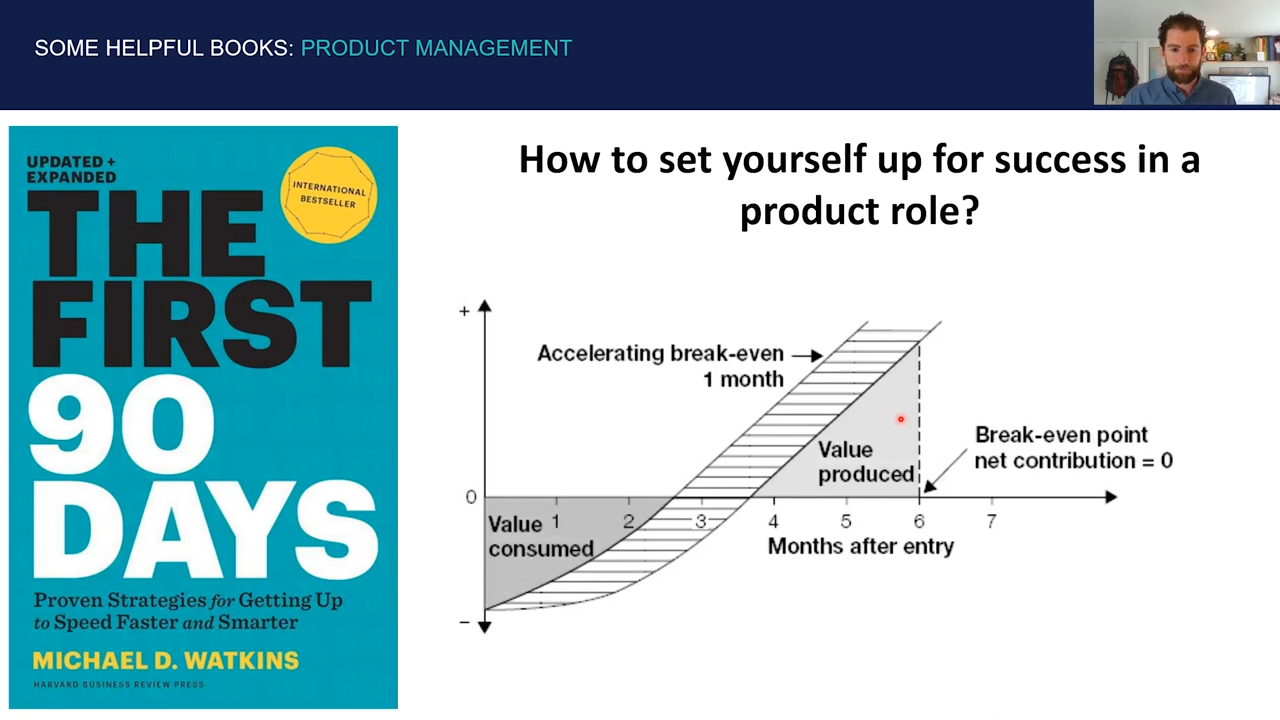 SOME HELPFUL BOOKS: PRODUCT MANAGEMENT
UPDATED +
EXPANDED
THE
FIRST
90
DAYS
INTERNATIONAL
BESTSELLER
Proven Strategies for Getting Up
to Speed Faster and Smarter
MICHAEL D. WATKINS
HARVARD BUSINESS REVIEW PRESS
How to set yourself up for success in a
product role?
+
Accelerating break-even
1 month
Value
produced
Break-even point
net contribution = 0
0
1 2 3 4 5 6 7
Value
consumed
Months after entry
–